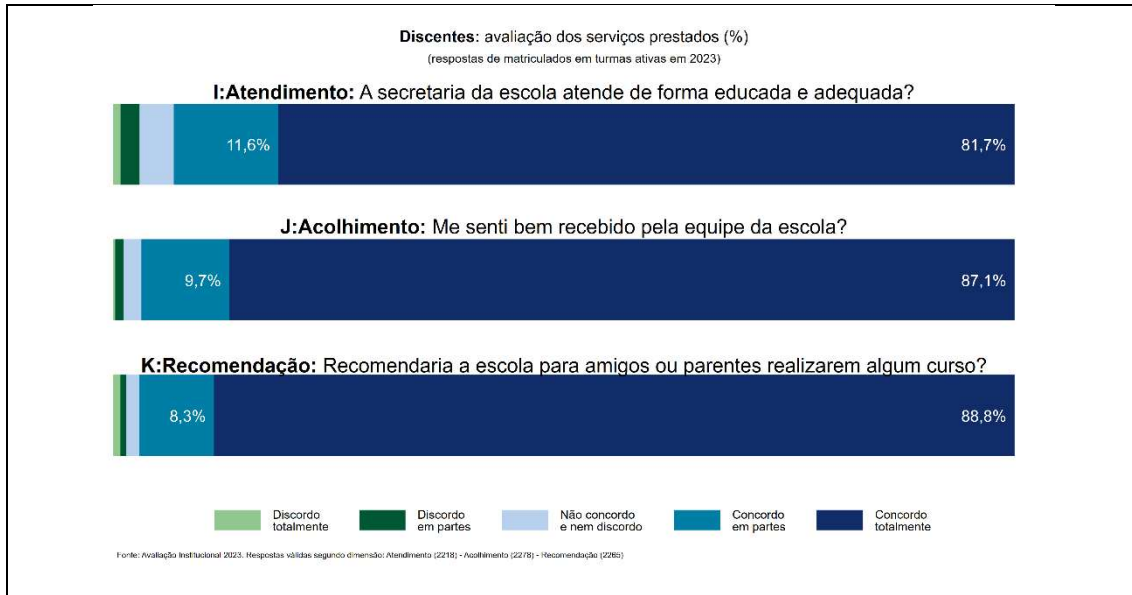 Discentes: avaliação dos serviços prestados (%)
(respostas de matriculados em turmas ativas em 2023)
I:Atendimento: A secretaria da escola atende de forma educada e adequada?
11,6% 81,7%
J:Acolhimento: Me senti bem recebido pela equipe da escola?
9,7% 87,1%
K:Recomendação: Recomendaria a escola para amigos ou parentes realizarem algum curso?
8,3% 88,8%
Discordo totalmente
Discordo em partes
Não concordo e nem discordo
Concordo em partes
Concordo totalmente
Fonte: Avaliação Institucional 2023. Respostas válidas segundo dimensão: Atendimento (2218) - Acolhimento (2278) - Recomendação (2265)